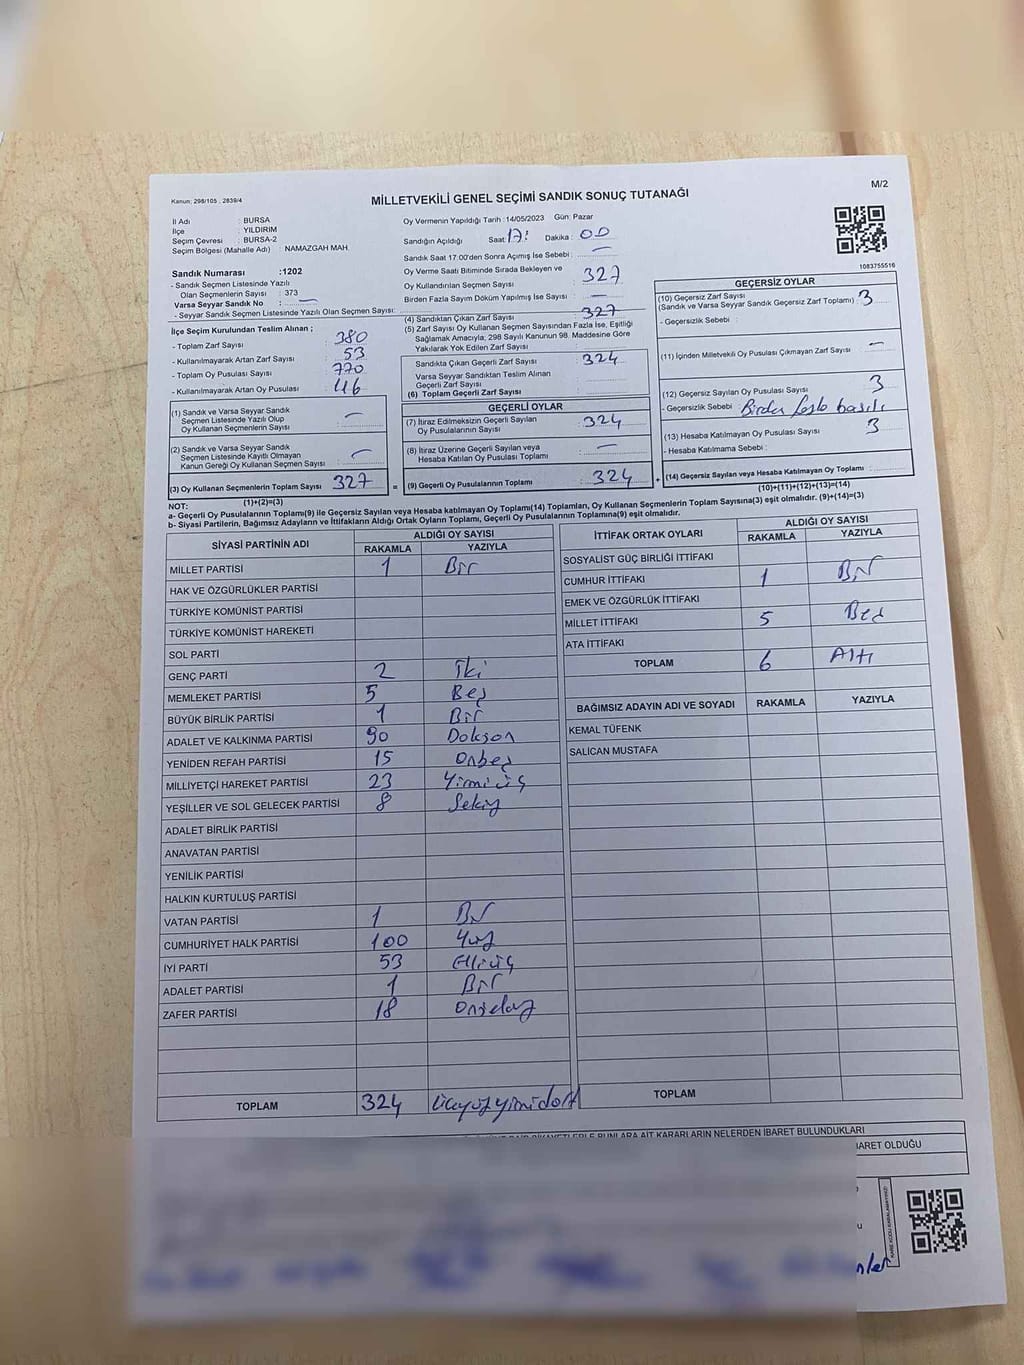 M/2
Kanun: 298/105 , 2839/4
MİLLETVEKİLİ GENEL SEÇİMİ SANDIK SONUÇ TUTANAĞI
İl Adı : BURSA
İlçe : YILDIRIM
Seçim Çevresi : BURSA-2
Seçim Bölgesi (Mahalle Adı) : NAMAZGAH MAH.
Oy Vermenin Yapıldığı Tarih : 14/05/2023 Gün: Pazar
Sandığın Açıldığı Saat : 17: Dakika : 00
Sandık Saat 17:00'den Sonra Açımış İse Sebebi : —
1083755516
Sandık Numarası :1202
- Sandık Seçmen Listesinde Yazılı
Olan Seçmenlerin Sayısı : 373
Varsa Seyyar Sandık No : —
- Seyyar Sandık Seçmen Listesinde Yazılı Olan Seçmen Sayısı:
Oy Verme Saati Bitiminde Sırada Bekleyen ve
Oy Kullandırılan Seçmen Sayısı : 327
Birden Fazla Sayım Döküm Yapılmış İse Sayısı : —
İlçe Seçim Kurulundan Teslim Alınan ;
- Toplam Zarf Sayısı : 380
- Kullanılmayarak Artan Zarf Sayısı : 53
- Toplam Oy Pusulası Sayısı : 770
- Kullanılmayarak Artan Oy Pusulası : 46
(1) Sandık ve Varsa Seyyar Sandık
Seçmen Listesinde Yazılı Olup
Oy Kullanan Seçmenlerin Sayısı : —
(2) Sandık ve Varsa Seyyar Sandık
Seçmen Listesinde Kayıtlı Olmayan
Kanun Gereği Oy Kullanan Seçmen Sayısı : —
(3) Oy Kullanan Seçmenlerin Toplam Sayısı : 327
(1)+(2)=(3)
(4) Sandıktan Çıkan Zarf Sayısı : 327
(5) Zarf Sayısı Oy Kullanan Seçmen Sayısından Fazla İse, Eşitliği
Sağlamak Amacıyla; 298 Sayılı Kanunun 98. Maddesine Göre
Yakılarak Yok Edilen Zarf Sayısı :
Sandıkta Çıkan Geçerli Zarf Sayısı : 324
Varsa Seyyar Sandıktan Teslim Alınan
Geçerli Zarf Sayısı :
(6) Toplam Geçerli Zarf Sayısı :
GEÇERLİ OYLAR
(7) İtiraz Edilmeksizin Geçerli Sayılan
Oy Pusulalarının Sayısı : 324
(8) İtiraz Üzerine Geçerli Sayılan veya
Hesaba Katılan Oy Pusulası Toplamı : —
(9) Geçerli Oy Pusulalarının Toplamı : 324
GEÇERSİZ OYLAR
(10) Geçersiz Zarf Sayısı
(Sandık ve Varsa Seyyar Sandık Geçersiz Zarf Toplamı) : 3
- Geçersizlik Sebebi :
(11) İçinden Milletvekili Oy Pusulası Çıkmayan Zarf Sayısı : —
(12) Geçersiz Sayılan Oy Pusulası Sayısı : 3
- Geçersizlik Sebebi : Birden fazla basılı
(13) Hesaba Katılmayan Oy Pusulası Sayısı : 3
- Hesaba Katılmama Sebebi :
(14) Geçersiz Sayılan veya Hesaba Katılmayan Oy Toplamı :
(10)+(11)+(12)+(13)=(14)
NOT:
a- Geçerli Oy Pusulalarının Toplamı(9) ile Geçersiz Sayılan veya Hesaba katılmayan Oy Toplamı(14) Toplamları, Oy Kullanan Seçmenlerin Toplam Sayısına(3) eşit olmalıdır. (9)+(14)=(3)
b- Siyasi Partilerin, Bağımsız Adayların ve İttifakların Aldığı Ortak Oyların Toplamı, Geçerli Oy Pusulalarının Toplamına(9) eşit olmalıdır.
SİYASİ PARTİNİN ADI ALDIĞI OY SAYISI
RAKAMLA YAZIYLA
MİLLET PARTİSİ 1 Bir
HAK VE ÖZGÜRLÜKLER PARTİSİ
TÜRKİYE KOMÜNİST PARTİSİ
TÜRKİYE KOMÜNİST HAREKETİ
SOL PARTİ
GENÇ PARTİ 2 İki
MEMLEKET PARTİSİ 5 Beş
BÜYÜK BİRLİK PARTİSİ 1 Bir
ADALET VE KALKINMA PARTİSİ 90 Doksan
YENİDEN REFAH PARTİSİ 15 Onbeş
MİLLİYETÇİ HAREKET PARTİSİ 23 Yirmiüç
YEŞİLLER VE SOL GELECEK PARTİSİ 8 Sekiz
ADALET BİRLİK PARTİSİ
ANAVATAN PARTİSİ
YENİLİK PARTİSİ
HALKIN KURTULUŞ PARTİSİ
VATAN PARTİSİ 1 Bir
CUMHURİYET HALK PARTİSİ 100 Yüz
İYİ PARTİ 53 Elliüç
ADALET PARTİSİ 1 Bir
ZAFER PARTİSİ 18 Onsekiz
TOPLAM 324 Üçyüzyirmidört
İTTİFAK ORTAK OYLARI ALDIĞI OY SAYISI
RAKAMLA YAZIYLA
SOSYALİST GÜÇ BİRLİĞİ İTTİFAKI
CUMHUR İTTİFAKI 1 Bir
EMEK VE ÖZGÜRLÜK İTTİFAKI
MİLLET İTTİFAKI 5 Beş
ATA İTTİFAKI
TOPLAM 6 Altı
BAĞIMSIZ ADAYIN ADI VE SOYADI RAKAMLA YAZIYLA
KEMAL TÜFENK
SALİCAN MUSTAFA
TOPLAM
BUNLARA AİT KARARLARIN NELERDEN İBARET BULUNDUKLARI
İBARET OLDUĞU